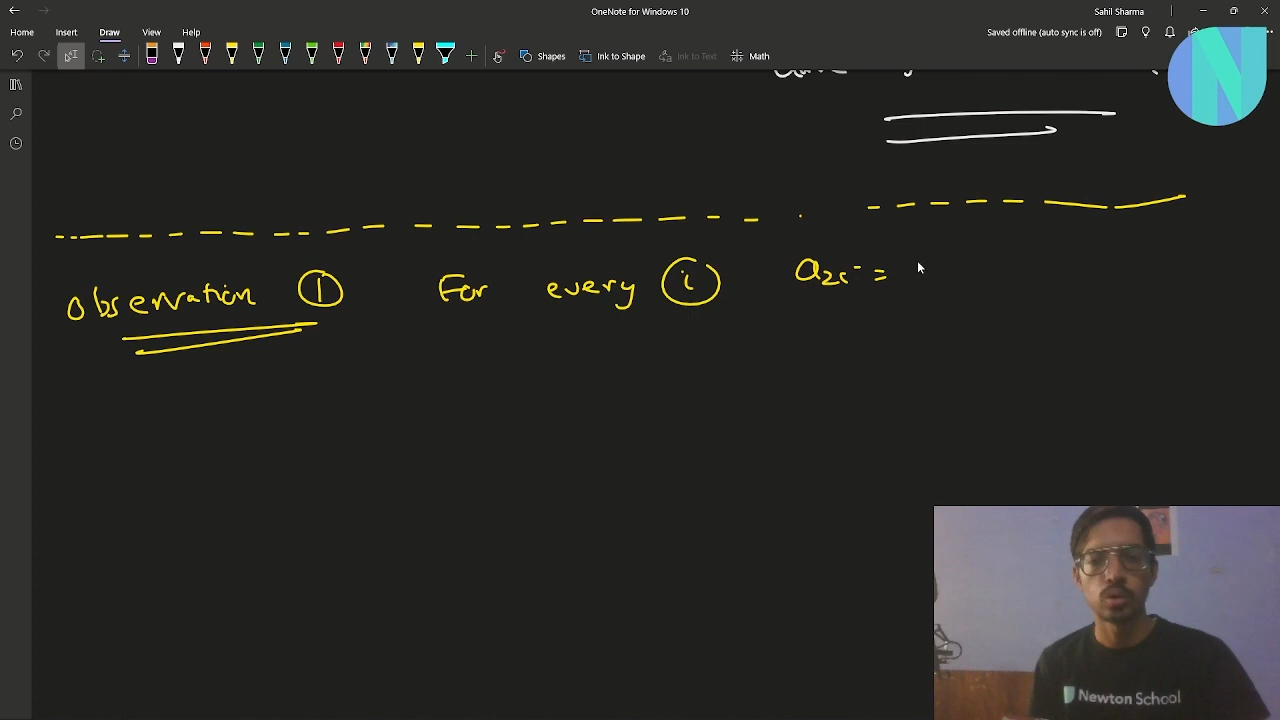 OneNote for Windows 10
Sahil Sharma
Home Insert Draw View Help
Saved offline (auto sync is off)
Shapes Ink to Shape Ink to Text Math
Observation 1 For every i a2i =
Newton School